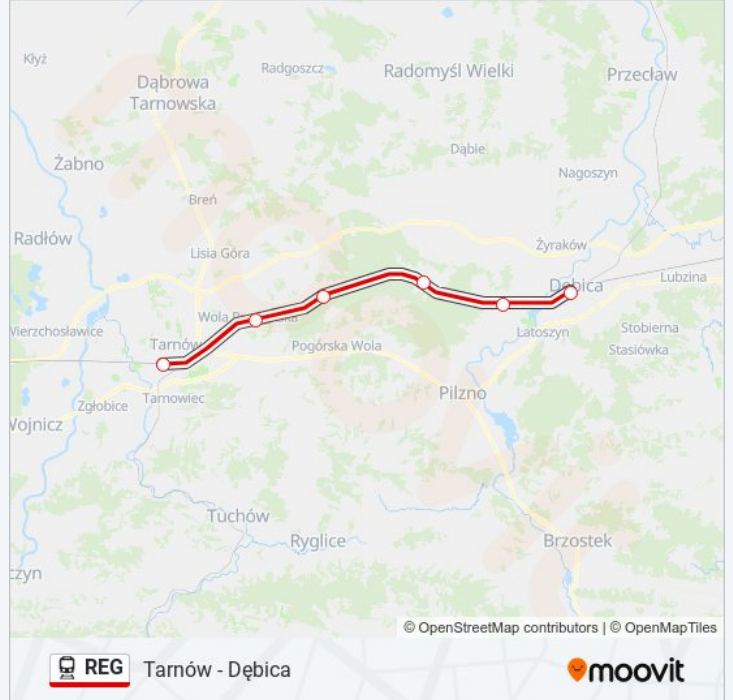 Kłyż
Radgoszcz
Radomyśl Wielki
Przecław
Dąbrowa
Tarnowska
Dąbie
Żabno
Nagoszyn
Breń
Radłów
Lisia Góra
Żyraków
Lubzina
Dębica
Wierzchosławice
Wola R
Stobierna
Latoszyn
Tarnów
Pogórska Wola
Stasiówka
Pilzno
Zgłobice
Tarnowiec
Wojnicz
Tuchów
Ryglice
Brzostek
czyn
© OpenStreetMap contributors | © OpenMapTiles
REG Tarnów - Dębica
moovit